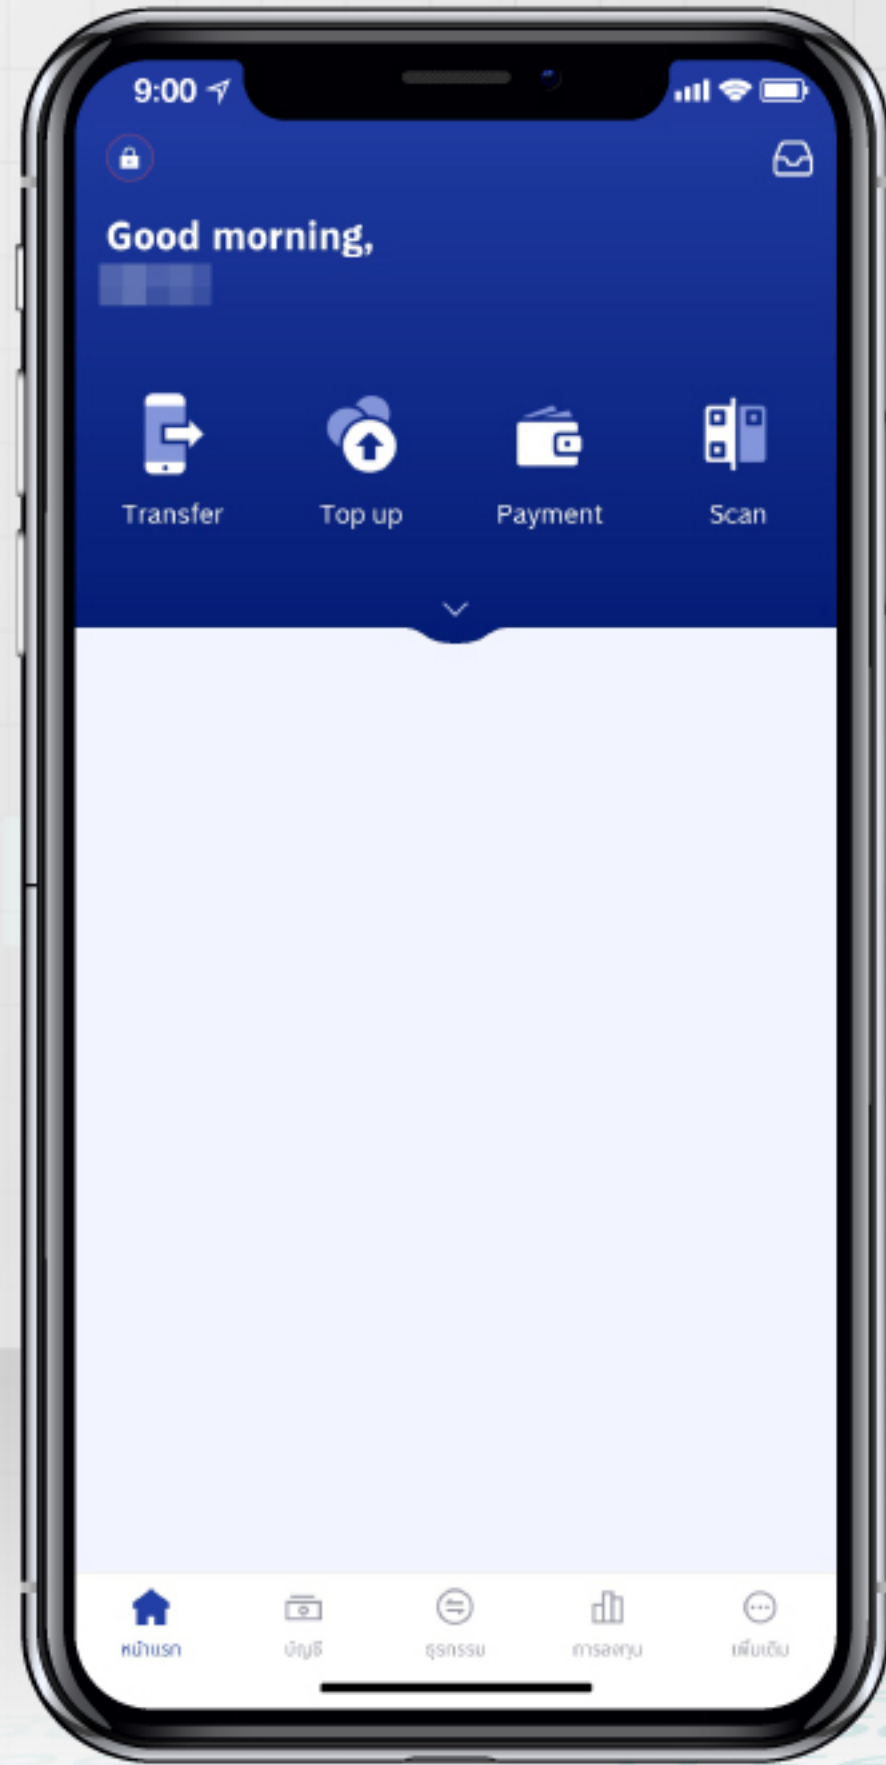 9:00
Good morning,
Transfer Top up Payment Scan
หน้าแรก บัญชี ธุรกรรม การลงทุน เพิ่มเติม